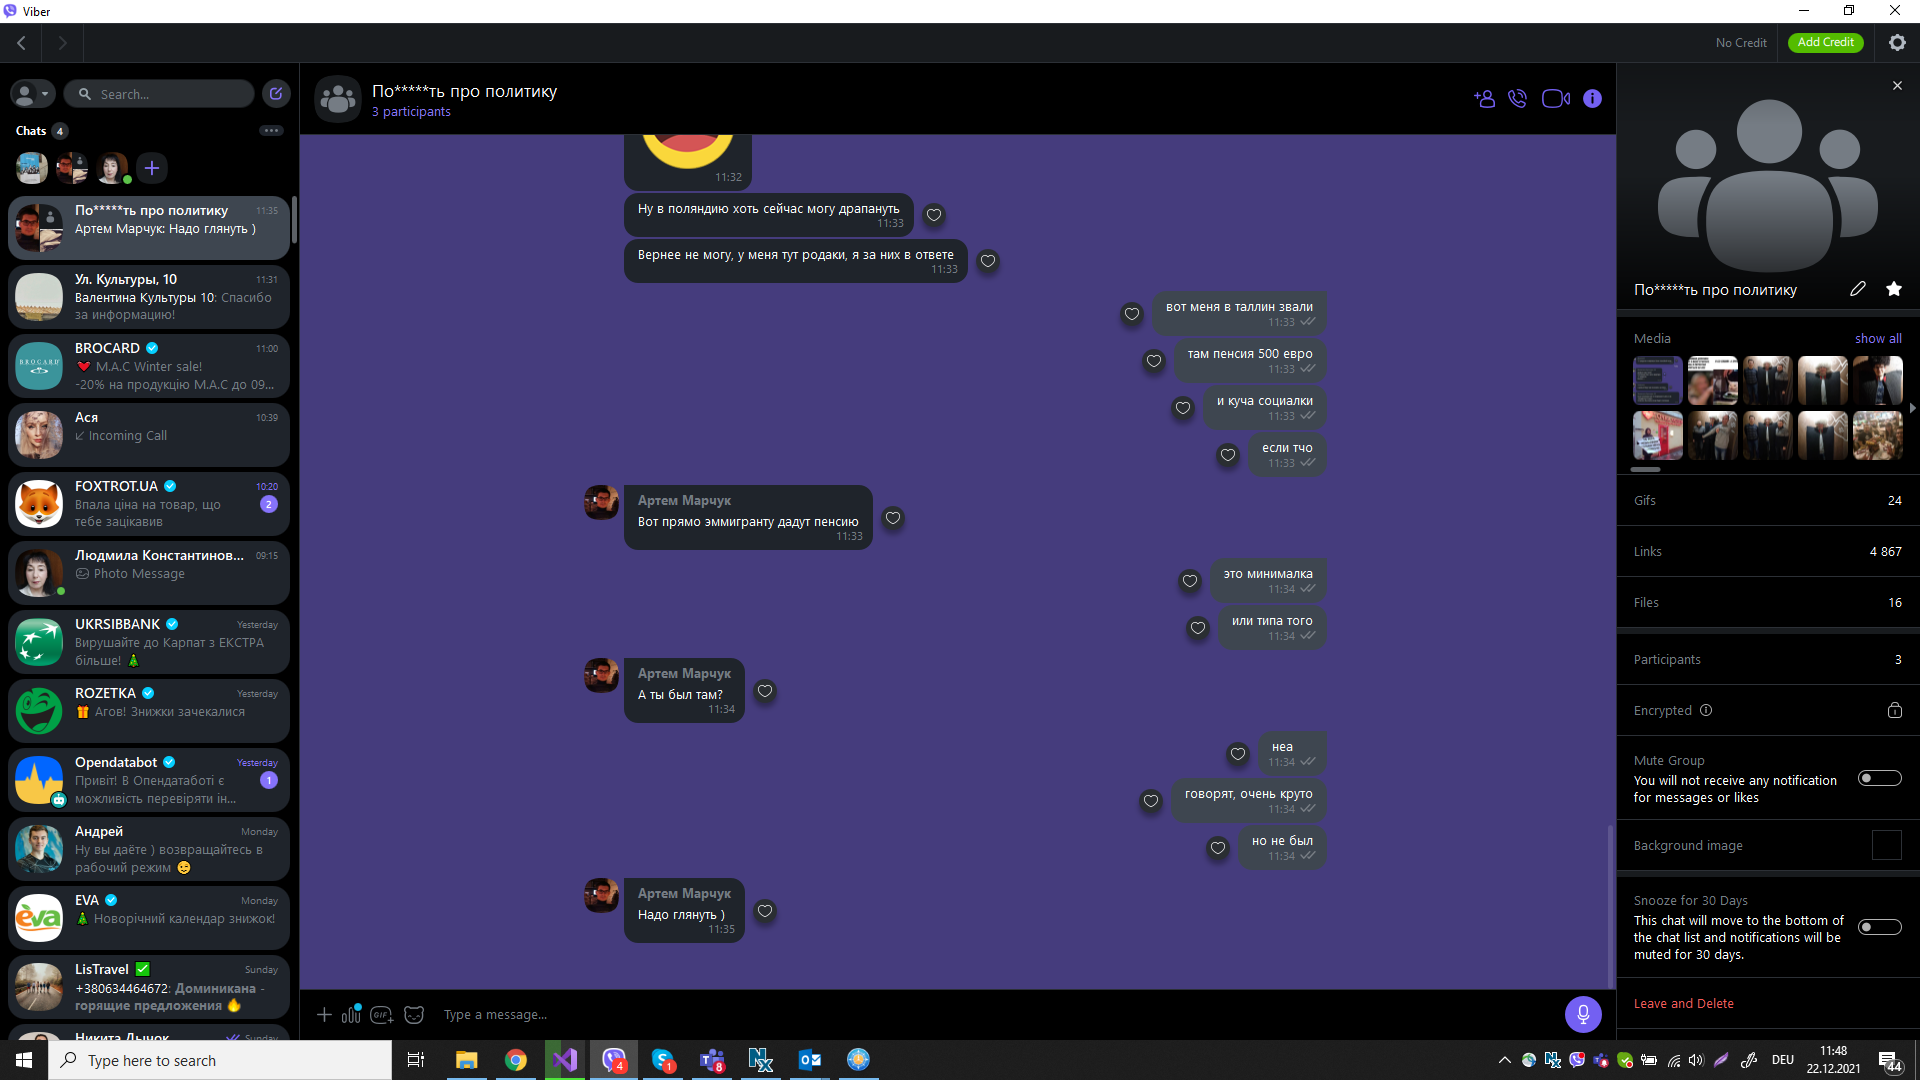 Viber
No Credit
Add Credit
Search...
Chats 4
По*****ть про политику 11:35
Артем Марчук: Надо глянуть )
Ул. Культуры, 10 11:31
Валентина Культуры 10: Спасибо
за информацию!
BROCARD
BROCARD 11:00
❤️ M.A.C Winter sale!
-20% на продукцію M.A.C до 09...
Ася 10:39
Incoming Call
FOXTROT.UA 10:20
Впала ціна на товар, що
тебе зацікавив
2
Людмила Константинов... 09:15
Photo Message
UKRSIBBANK Yesterday
Вирушайте до Карпат з ЕКСТРА
більше! 🎄
ROZETKA Yesterday
🎁 Агов! Знижки зачекалися
Opendatabot Yesterday
Привіт! В Опендатаботі є
можливість перевіряти ін...
1
Андрей Monday
Ну вы даёте ) возвращайтесь в
рабочий режим 😉
eva
EVA Monday
🎄 Новорічний календар знижок!
LisTravel ✅ Sunday
+380634464672: Доминикана -
горящие предложения 🔥
Никита Дынок Sunday
По*****ть про политику
3 participants
11:32
Ну в поляндию хоть сейчас могу драпануть
11:33
Вернее не могу, у меня тут родаки, я за них в ответе
11:33
вот меня в таллин звали
11:33
там пенсия 500 евро
11:33
и куча социалки
11:33
если тчо
11:33
Артем Марчук
Вот прямо эммигранту дадут пенсию
11:33
это минималка
11:34
или типа того
11:34
Артем Марчук
А ты был там?
11:34
неа
11:34
говорят, очень круто
11:34
но не был
11:34
Артем Марчук
Надо глянуть )
11:35
GIF
Type a message...
По*****ть про политику
Media show all
Gifs 24
Links 4 867
Files 16
Participants 3
Encrypted
Mute Group
You will not receive any notification
for messages or likes
Background image
Snooze for 30 Days
This chat will move to the bottom of
the chat list and notifications will be
muted for 30 days.
Leave and Delete
Type here to search
4
1
8
DEU
11:48
22.12.2021
44